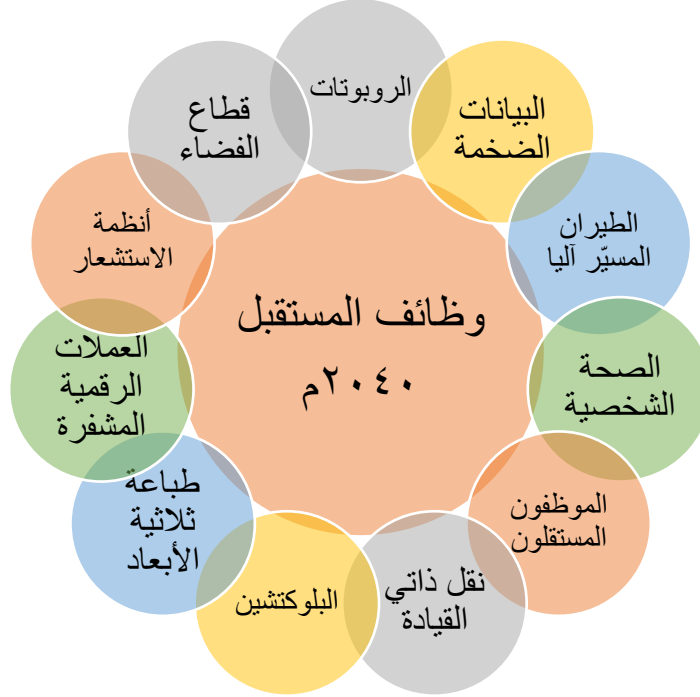 وظائف المستقبل
٢٠٤٠م
الروبوتات
البيانات
الضخمة
الطيران
المسيّر آليا
الصحة
الشخصية
الموظفون
المستقلون
نقل ذاتي
القيادة
البلوكتشين
طباعة
ثلاثية
الأبعاد
العملات
الرقمية
المشفرة
أنظمة
الاستشعار
قطاع
الفضاء